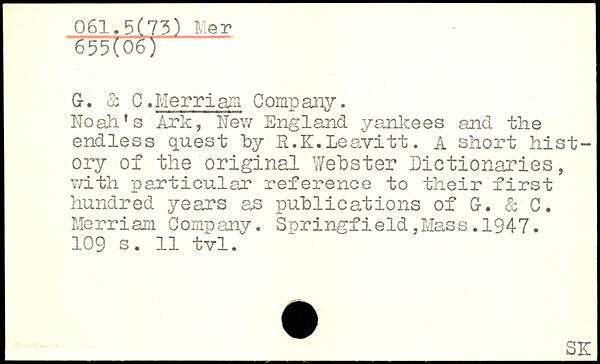 061.5(73) Mer
655(06)
G. & C.Merriam Company.
Noah's Ark, New England yankees and the
endless quest by R.K.Leavitt. A short hist-
ory of the original Webster Dictionaries,
with particular reference to their first
hundred years as publications of G. & C.
Merriam Company. Springfield,Mass.1947.
109 s. 11 tvl.
SK